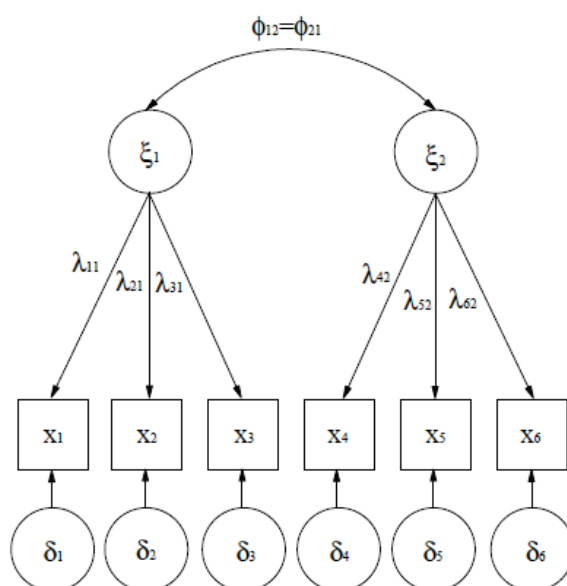 ϕ12=ϕ21
ξ1 ξ2
λ11 λ21 λ31 λ42 λ52 λ62
x1 x2 x3 x4 x5 x6
δ1 δ2 δ3 δ4 δ5 δ6